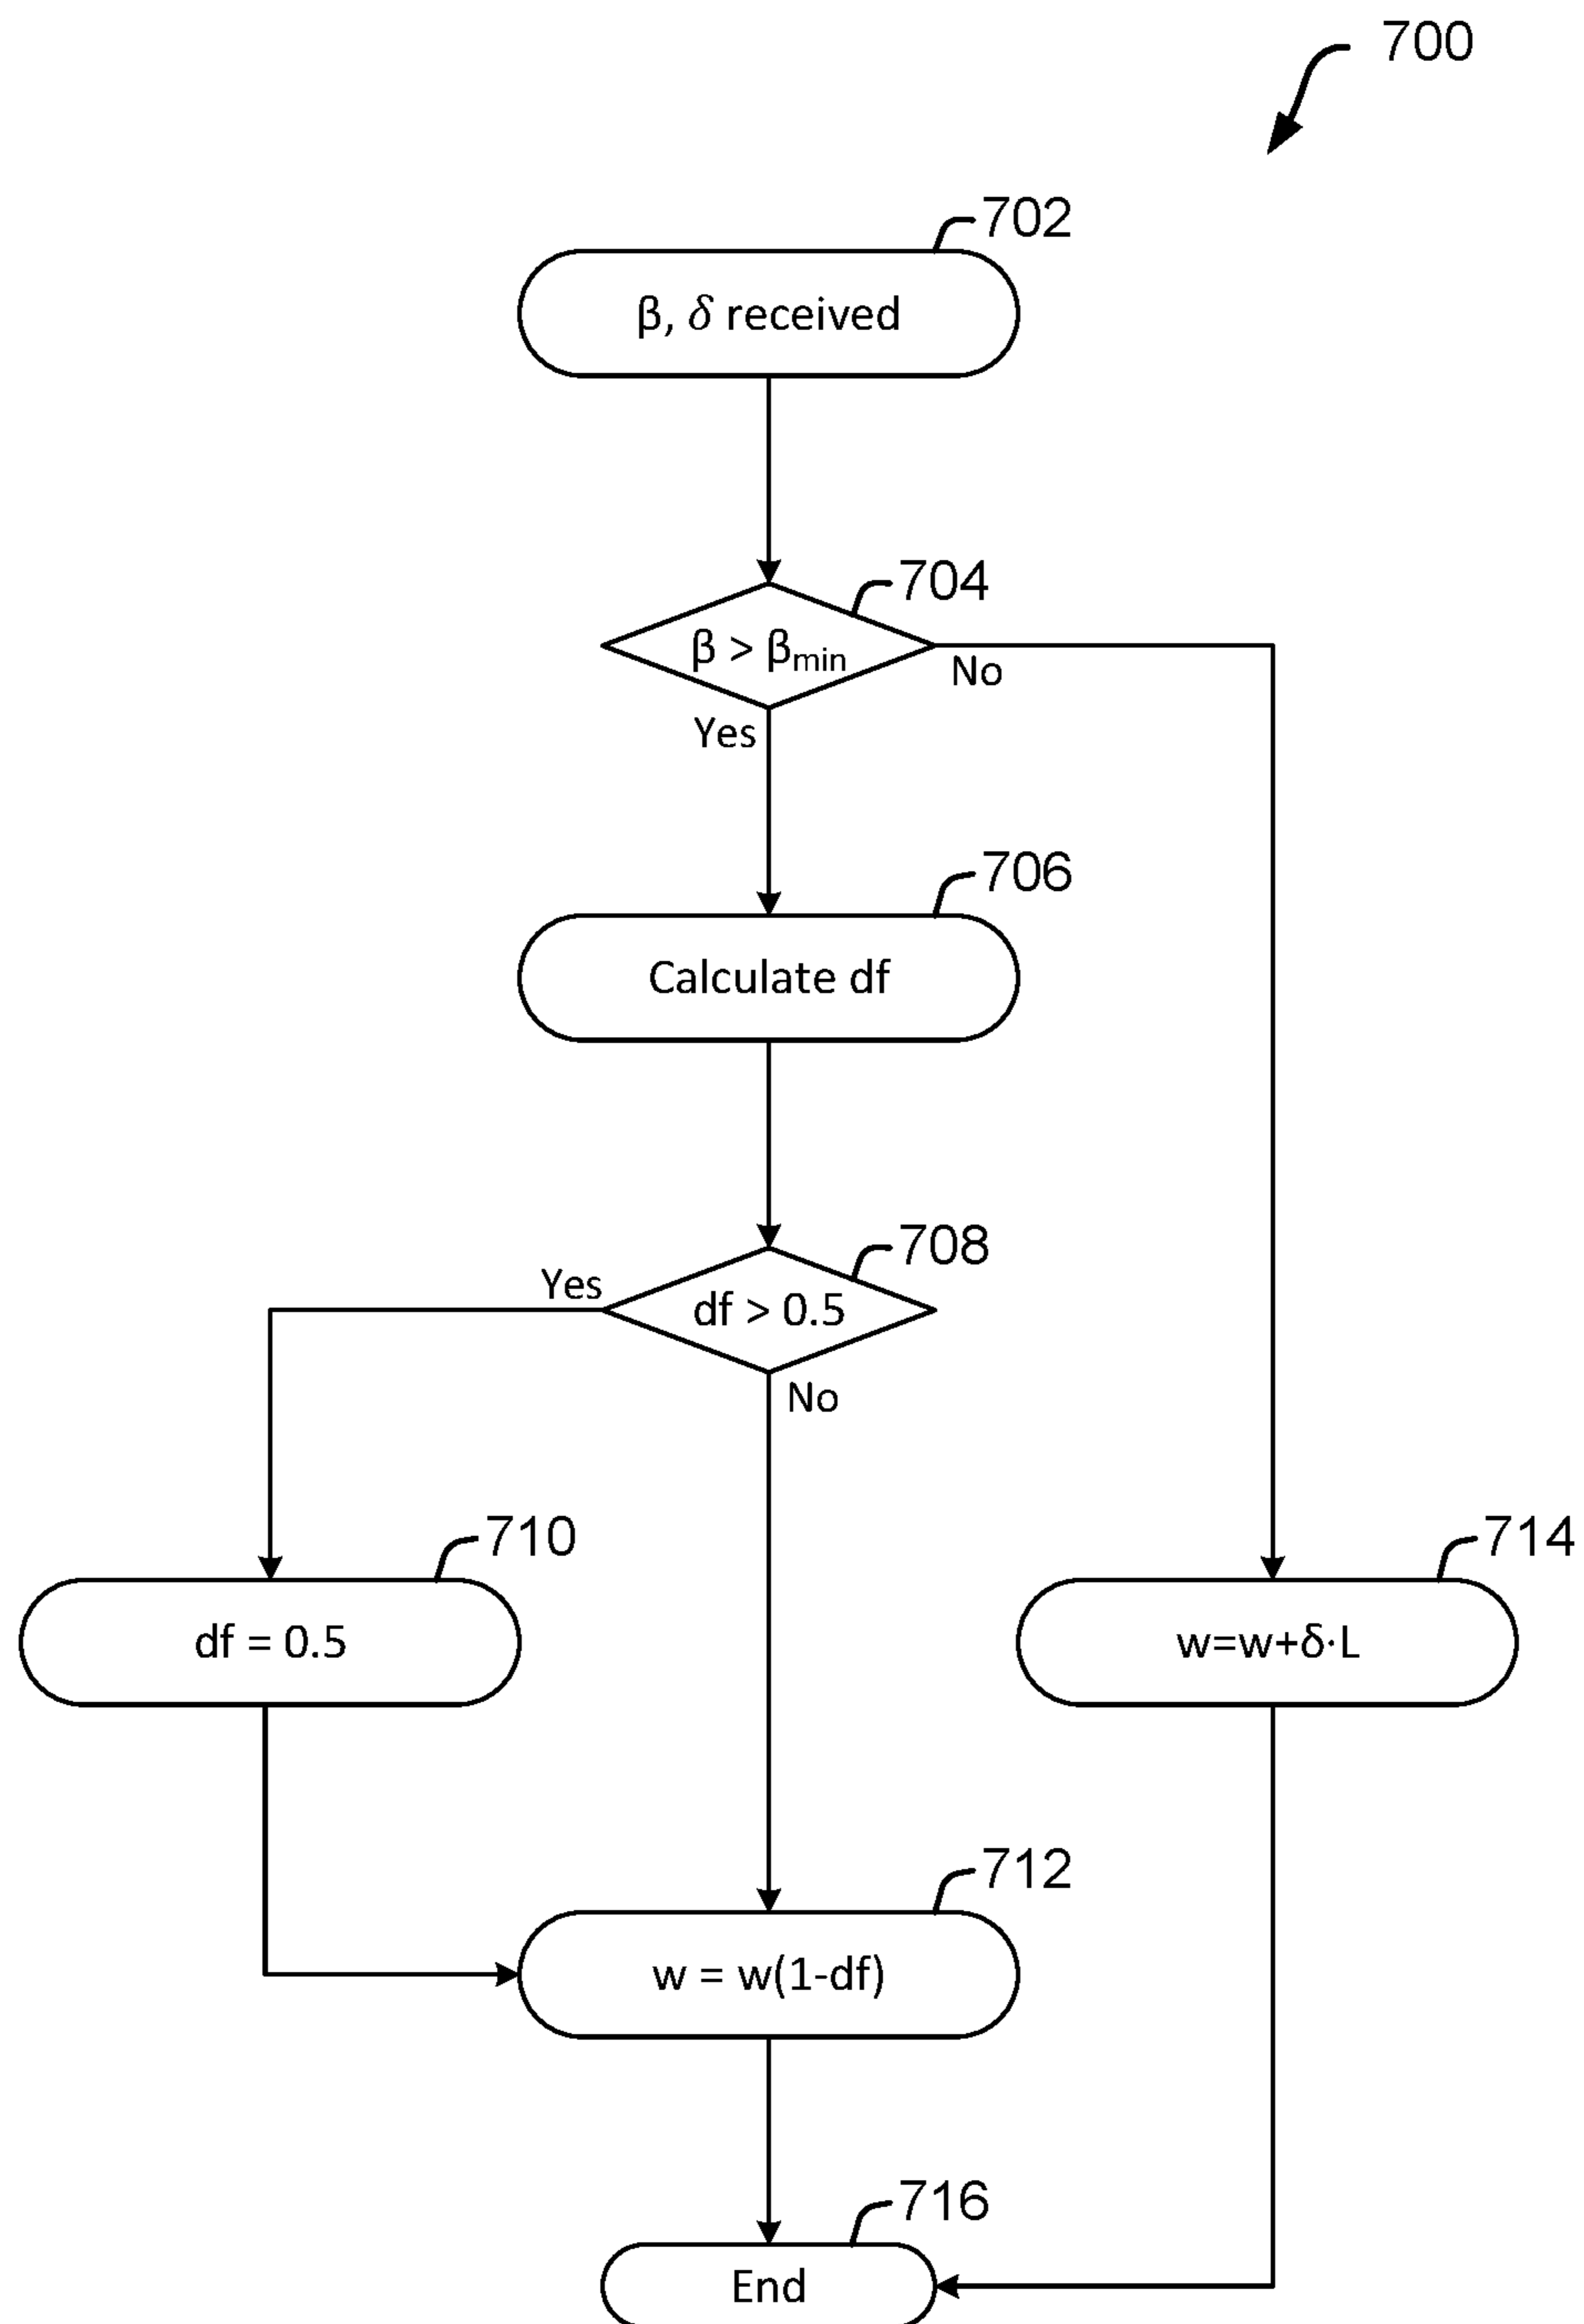 700
702
β, δ received
704
β > βmin
No
Yes
706
Calculate df
708
Yes
df > 0.5
No
710
714
df = 0.5
w=w+δ·L
712
w = w(1-df)
716
End